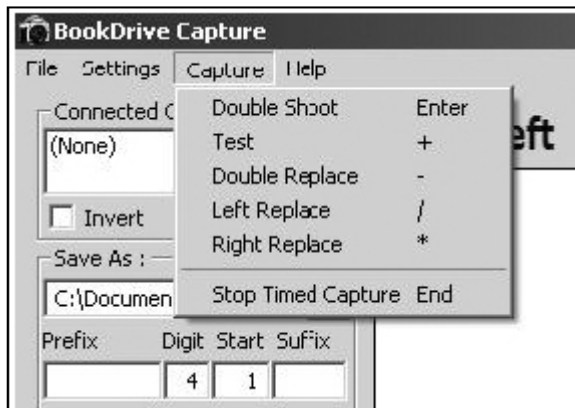 BookDrive Capture
File Settings Capture Help
Double Shoot Enter
Test +
Double Replace -
Left Replace /
Right Replace *
Stop Timed Capture End
Connected
(None)
Invert
Save As :
C:\Documen
Prefix Digit Start Suffix
4 1
eft